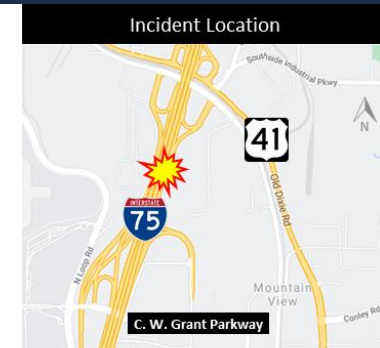 Incident Location
Southside Industrial Pkwy
N
41
Old Dixie Rd
INTERSTATE
75
N Loop Rd
Mountain
View
C. W. Grant Parkway
Conley Rd